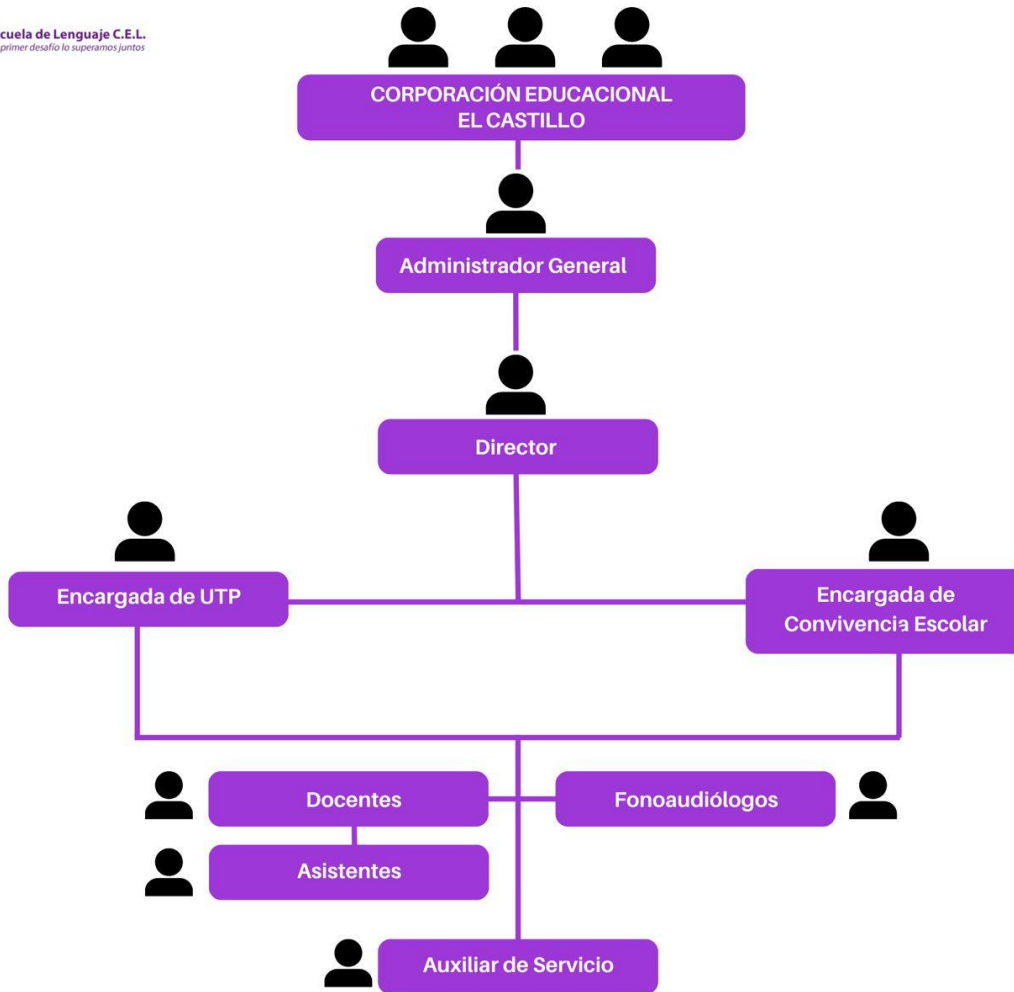 cuela de Lenguaje C.E.L.
primer desafío lo superamos juntos
CORPORACIÓN EDUCACIONAL
EL CASTILLO
Administrador General
Director
Encargada de UTP
Encargada de
Convivencia Escolar
Docentes
Fonoaudiólogos
Asistentes
Auxiliar de Servicio